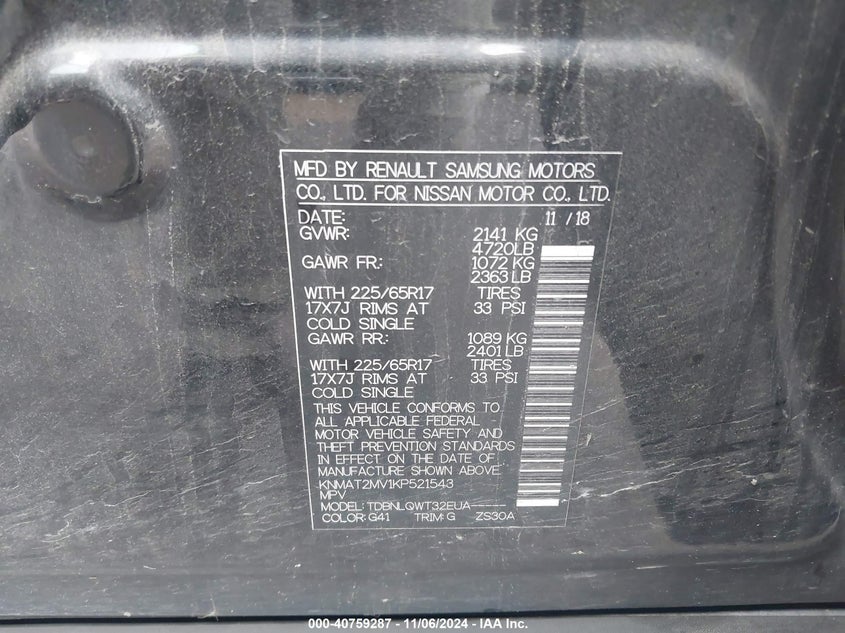 MFD BY RENAULT SAMSUNG MOTORS
CO., LTD. FOR NISSAN MOTOR CO., LTD.
DATE: 11 / 18
GVWR: 2141 KG
4720LB
GAWR FR.: 1072 KG
2363 LB
WITH 225/65R17 TIRES
17X7J RIMS AT 33 PSI
COLD SINGLE
GAWR RR.: 1089 KG
2401 LB
WITH 225/65R17 TIRES
17X7J RIMS AT 33 PSI
COLD SINGLE
THIS VEHICLE CONFORMS TO
ALL APPLICABLE FEDERAL
MOTOR VEHICLE SAFETY AND
THEFT PREVENTION STANDARDS
IN EFFECT ON THE DATE OF
MANUFACTURE SHOWN ABOVE.
KNMAT2MV1KP521543
MPV
MODEL: TDBNLQWT32EUA-----
COLOR: G41 TRIM: G ZS30A
000-40759287 - 11/06/2024 - IAA Inc.